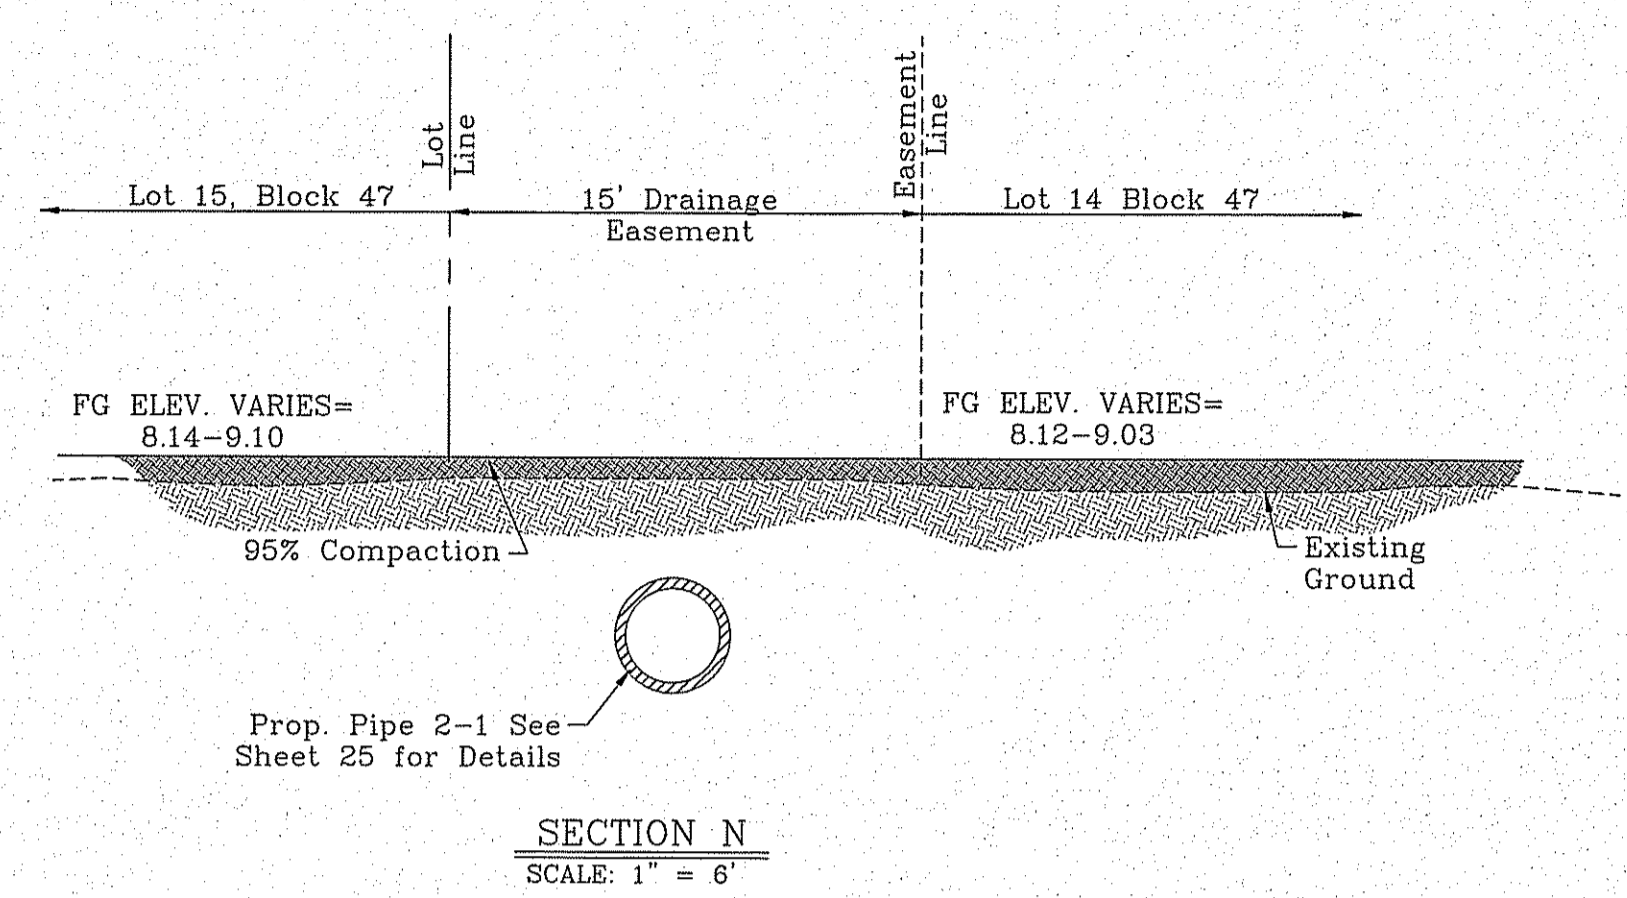 Lot
Line
Easement
Line
Lot 15, Block 47
15' Drainage
Easement
Lot 14 Block 47
FG ELEV. VARIES=
8.14-9.10
FG ELEV. VARIES=
8.12-9.03
95% Compaction
Existing
Ground
Prop. Pipe 2-1 See
Sheet 25 for Details
SECTION N
SCALE: 1" = 6'